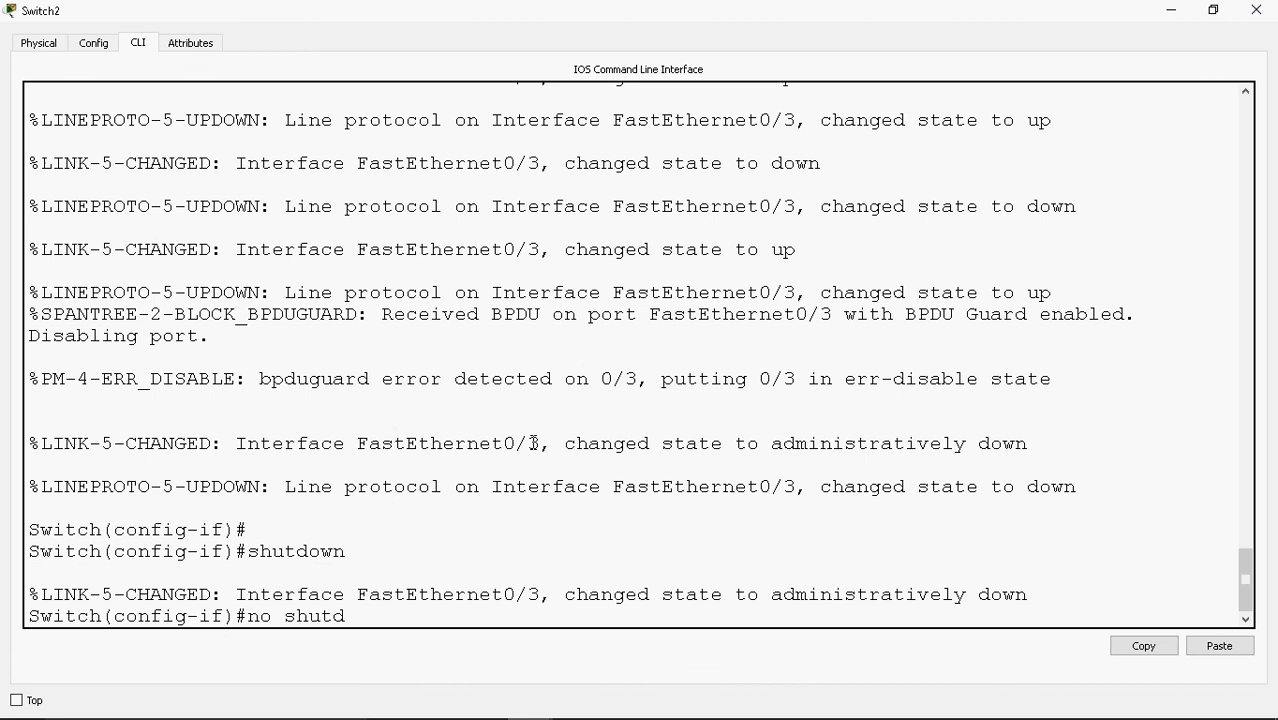 Switch2
Physical
Config
CLI
Attributes
IOS Command Line Interface
%LINEPROTO-5-UPDOWN: Line protocol on Interface FastEthernet0/3, changed state to up
%LINK-5-CHANGED: Interface FastEthernet0/3, changed state to down
%LINEPROTO-5-UPDOWN: Line protocol on Interface FastEthernet0/3, changed state to down
%LINK-5-CHANGED: Interface FastEthernet0/3, changed state to up
%LINEPROTO-5-UPDOWN: Line protocol on Interface FastEthernet0/3, changed state to up
%SPANTREE-2-BLOCK_BPDUGUARD: Received BPDU on port FastEthernet0/3 with BPDU Guard enabled.
Disabling port.
%PM-4-ERR_DISABLE: bpduguard error detected on 0/3, putting 0/3 in err-disable state
%LINK-5-CHANGED: Interface FastEthernet0/3, changed state to administratively down
%LINEPROTO-5-UPDOWN: Line protocol on Interface FastEthernet0/3, changed state to down
Switch(config-if)#
Switch(config-if)#shutdown
%LINK-5-CHANGED: Interface FastEthernet0/3, changed state to administratively down
Switch(config-if)#no shutd
Copy
Paste
Top